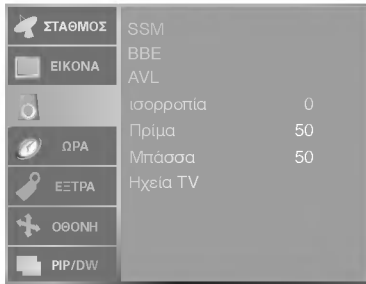 ΣΤΑΘΜΟΣ
ΕΙΚΟΝΑ
ΩΡΑ
ΕΞΤΡΑ
ΟΘΟΝΗ
PIP/DW
SSM
BBE
AVL
ισορροπία 0
Πρίμα 50
Μπάσσα 50
Ηχεία TV